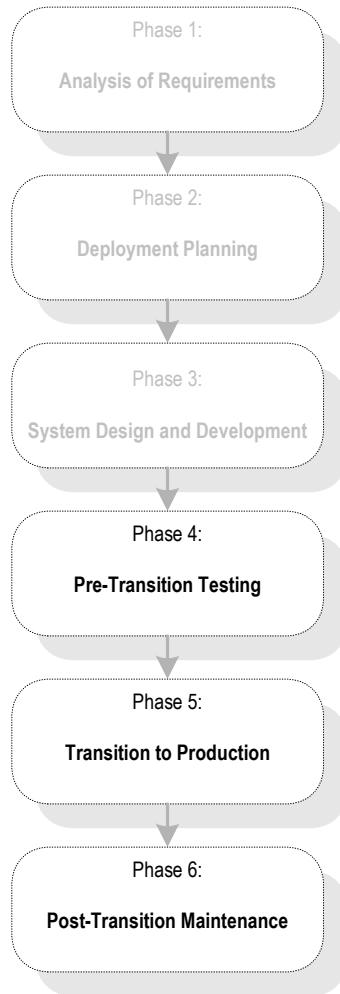 Phase 1:
Analysis of Requirements
Phase 2:
Deployment Planning
Phase 3:
System Design and Development
Phase 4:
Pre-Transition Testing
Phase 5:
Transition to Production
Phase 6:
Post-Transition Maintenance